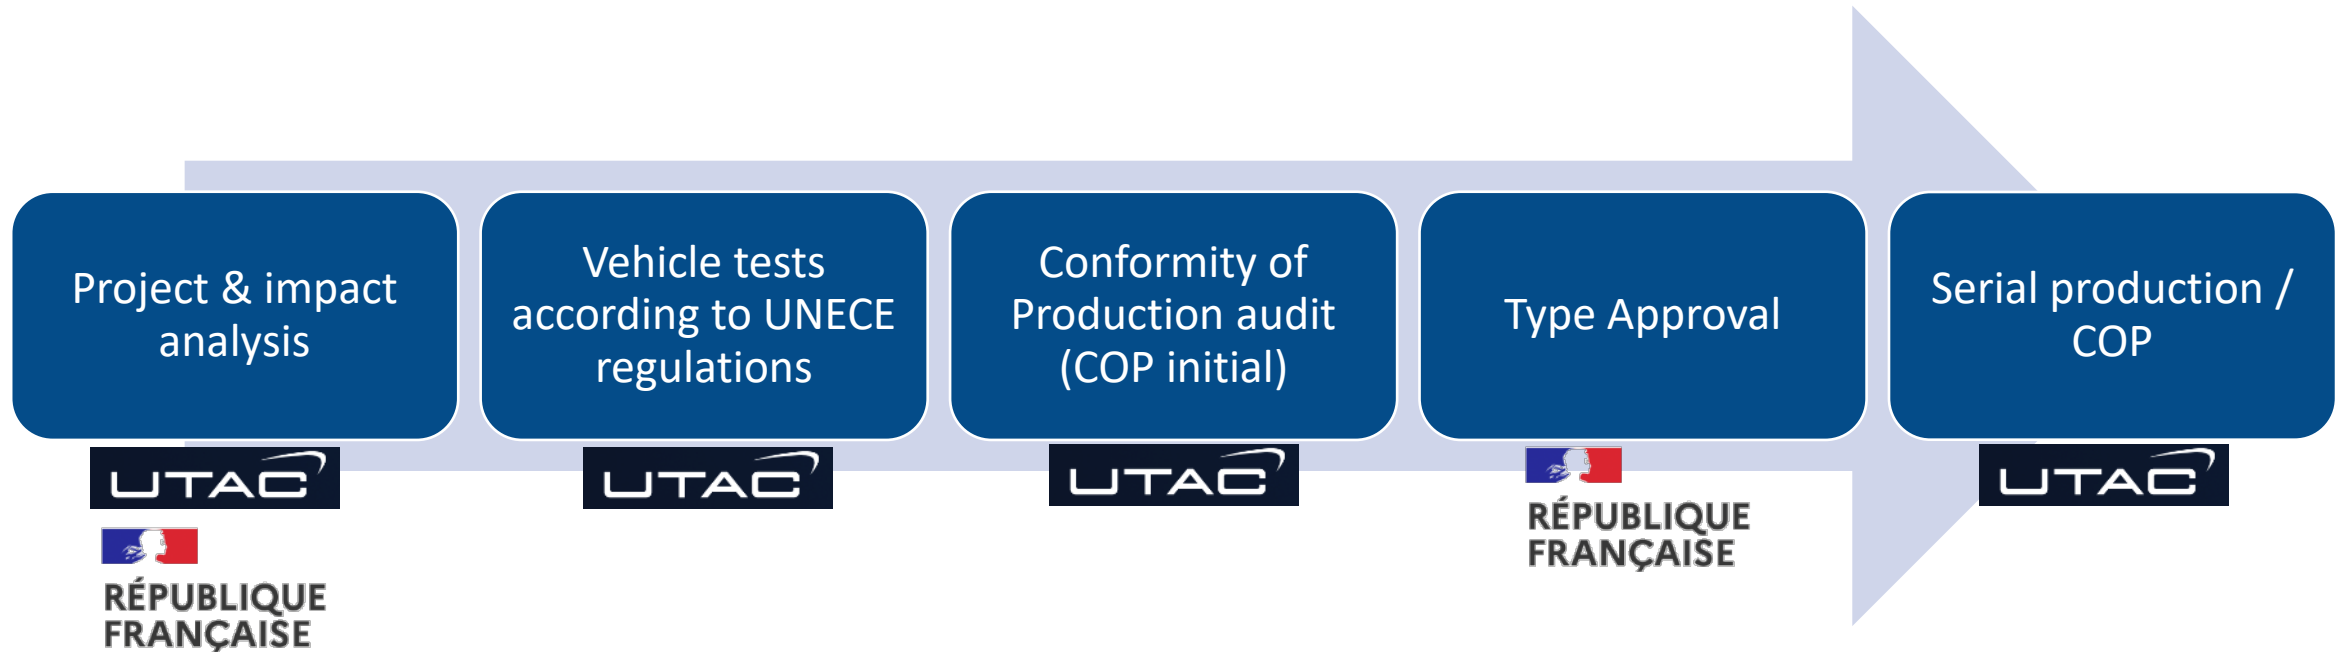 Project & impact
analysis
Vehicle tests
according to UNECE
regulations
Conformity of
Production audit
(COP initial)
Type Approval
Serial production /
COP
UTAC
RÉPUBLIQUE
FRANÇAISE
UTAC
UTAC
RÉPUBLIQUE
FRANÇAISE
UTAC